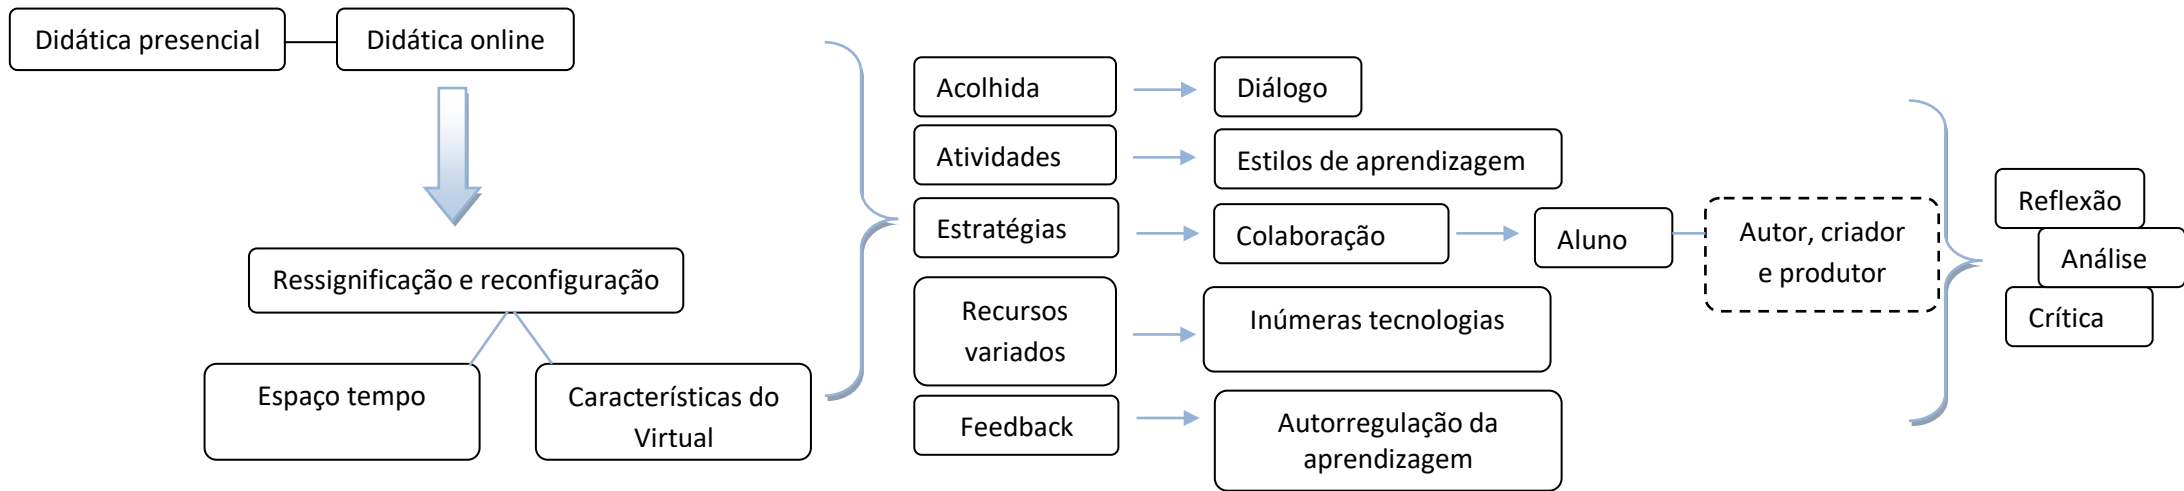 Didática presencial
Didática online
Ressignificação e reconfiguração
Espaço tempo
Características do
Virtual
Acolhida
Diálogo
Atividades
Estilos de aprendizagem
Estratégias
Colaboração
Aluno
Autor, criador
e produtor
Recursos
variados
Inúmeras tecnologias
Feedback
Autorregulação da
aprendizagem
Reflexão
Análise
Crítica